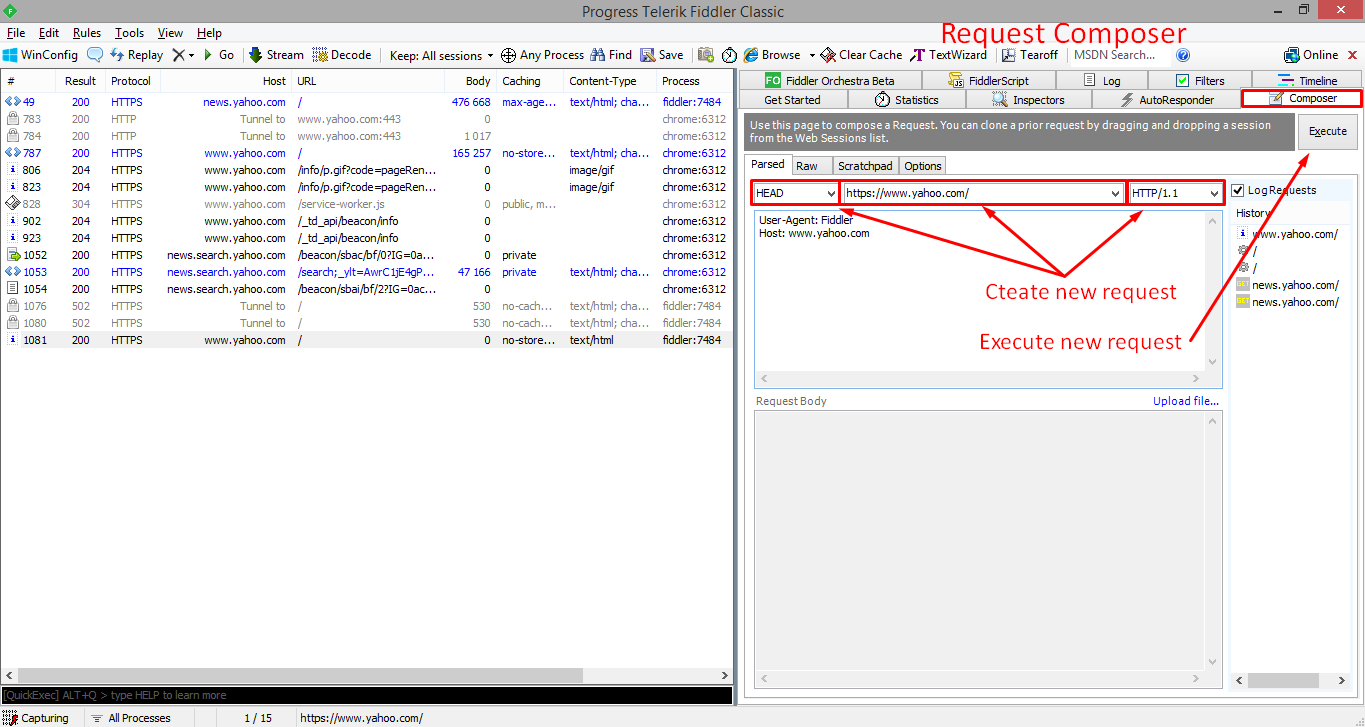 Progress Telerik Fiddler Classic
File Edit Rules Tools View Help
Request Composer
WinConfig Replay Go Stream Decode Keep: All sessions Any Process Find Save Browse Clear Cache TextWizard Tearoff MSDN Search... Online
# Result Protocol Host URL Body Caching Content-Type Process
49 200 HTTPS news.yahoo.com / 476 668 max-age... text/html; cha... fiddler:7484
783 200 HTTP Tunnel to www.yahoo.com:443 0 chrome:6312
784 200 HTTP Tunnel to www.yahoo.com:443 1 017 chrome:6312
787 200 HTTPS www.yahoo.com / 165 257 no-store... text/html; cha... chrome:6312
806 204 HTTPS www.yahoo.com /info/p.gif?code=pageRen... 0 image/gif chrome:6312
823 204 HTTPS www.yahoo.com /info/p.gif?code=pageRen... 0 image/gif chrome:6312
828 304 HTTPS www.yahoo.com /service-worker.js 0 public, m... chrome:6312
902 204 HTTPS www.yahoo.com /_td_api/beacon/info 0 chrome:6312
923 204 HTTPS www.yahoo.com /_td_api/beacon/info 0 chrome:6312
1052 200 HTTPS news.search.yahoo.com /beacon/sbac/bf/0?IG=0a... 0 private chrome:6312
1053 200 HTTPS news.search.yahoo.com /search;_ylt=AwrC1jE4gP... 47 166 private text/html; cha... chrome:6312
1054 200 HTTPS news.search.yahoo.com /beacon/sbai/bf/2?IG=0ac... 0 chrome:6312
1076 502 HTTPS Tunnel to / 530 no-cach... text/html; cha... fiddler:7484
1080 502 HTTPS Tunnel to / 530 no-cach... text/html; cha... fiddler:7484
1081 200 HTTPS www.yahoo.com / 0 no-store... text/html fiddler:7484
[QuickExec] ALT+Q > type HELP to learn more
Capturing All Processes 1 / 15 https://www.yahoo.com/
FO Fiddler Orchestra Beta FiddlerScript Log Filters Timeline
Get Started Statistics Inspectors AutoResponder Composer
Use this page to compose a Request. You can clone a prior request by dragging and dropping a session
from the Web Sessions list.
Execute
Parsed Raw Scratchpad Options
HEAD https://www.yahoo.com/ HTTP/1.1
User-Agent: Fiddler
Host: www.yahoo.com
Cteate new request
Execute new request
Request Body Upload file...
Log Requests
History
www.yahoo.com/
/
/
news.yahoo.com/
news.yahoo.com/